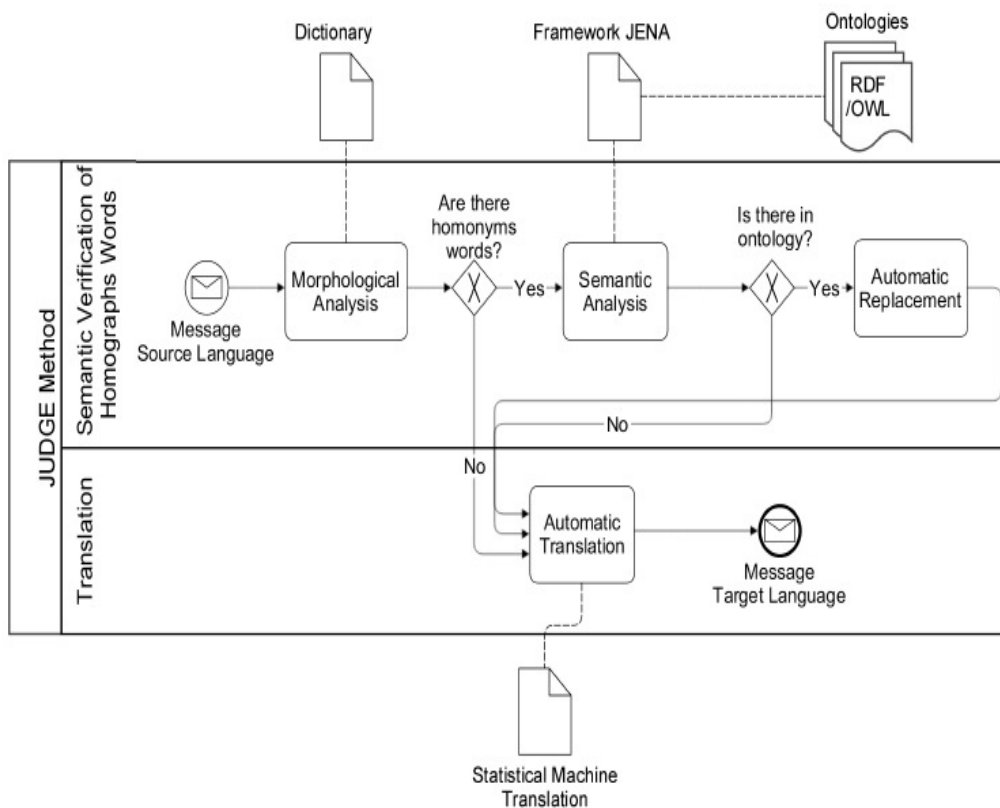 Dictionary
Framework JENA
Ontologies
RDF
/OWL
JUDGE Method
Semantic Verification of
Homographs Words
Message
Source Language
Morphological
Analysis
Are there
homonyms
words?
Yes
Semantic
Analysis
Is there in
ontology?
Yes
Automatic
Replacement
No
No
Translation
Automatic
Translation
Message
Target Language
Statistical Machine
Translation